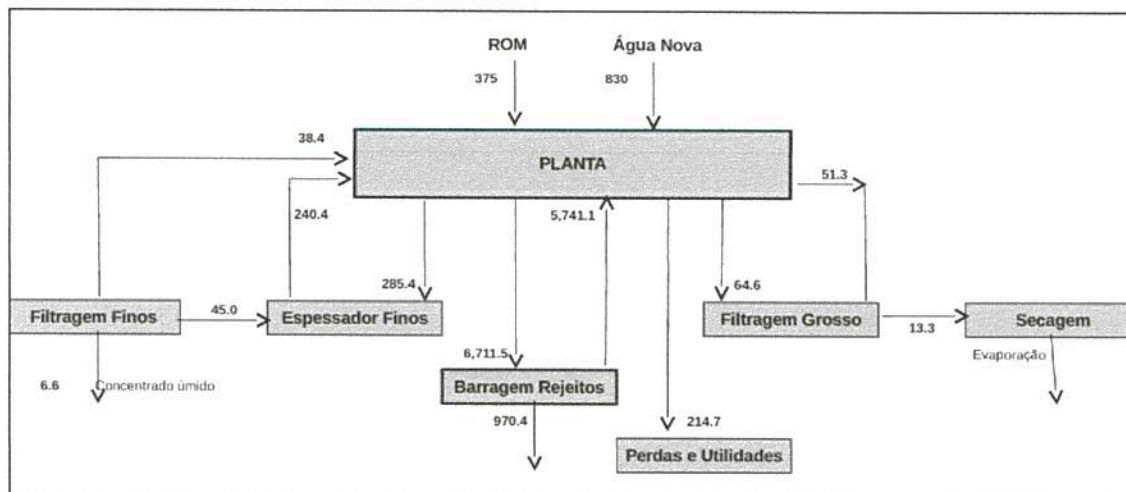 ROM
Água Nova
375
830
38.4
PLANTA
51.3
240.4
5,741.1
285.4
64.6
Filtragem Finos
45.0
Espessador Finos
Filtragem Grosso
13.3
Secagem
6,711.5
Evaporação
6.6
Concentrado úmido
Barragem Rejeitos
970.4
214.7
Perdas e Utilidades